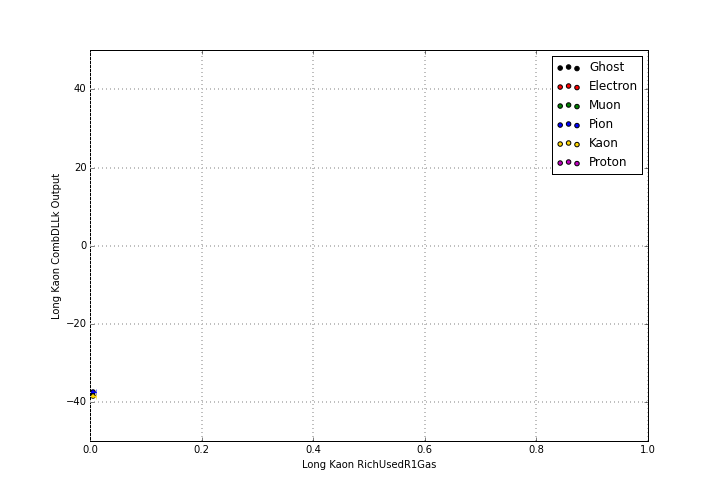 Ghost
Electron
Muon
Pion
Kaon
Proton
40
20
0
−20
−40
0.0 0.2 0.4 0.6 0.8 1.0
Long Kaon CombDLLk Output
Long Kaon RichUsedR1Gas